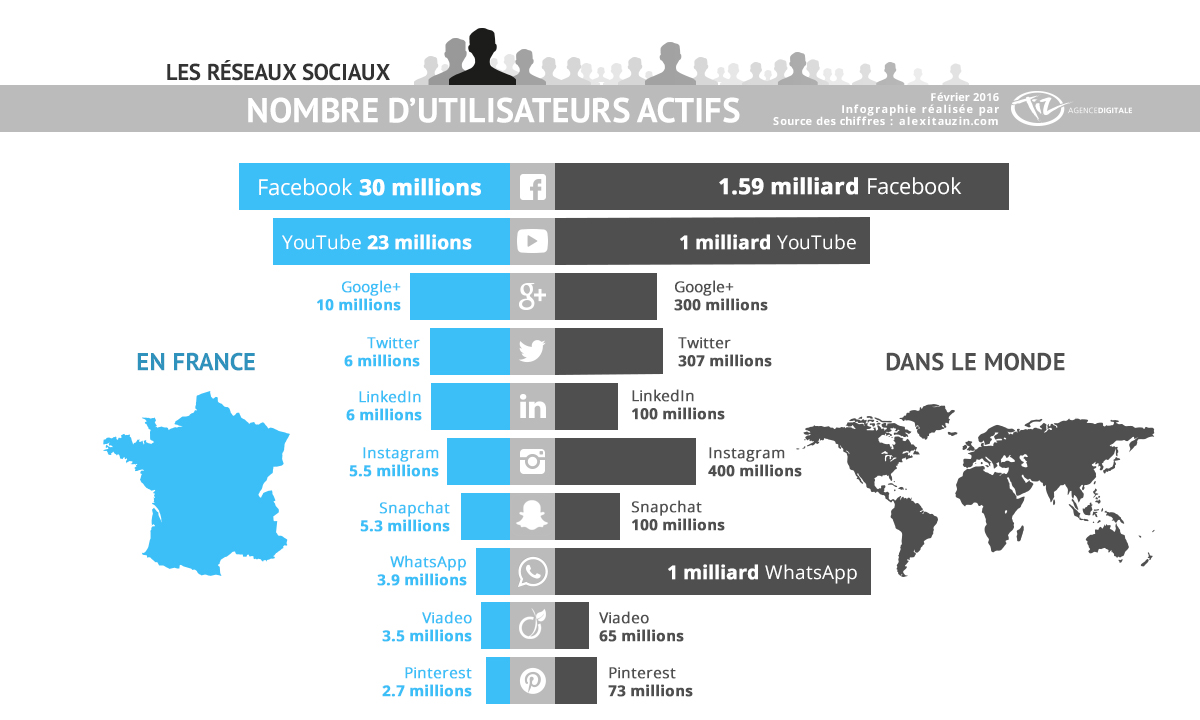 LES RÉSEAUX SOCIAUX
NOMBRE D’UTILISATEURS ACTIFS
Février 2016
Infographie réalisée par
Source des chiffres : alexitauzin.com
Tiz AGENCEDIGITALE
Facebook 30 millions
1.59 milliard Facebook
YouTube 23 millions
1 milliard YouTube
Google+
10 millions
g+
Google+
300 millions
Twitter
6 millions
Twitter
307 millions
EN FRANCE
DANS LE MONDE
LinkedIn
6 millions
in
LinkedIn
100 millions
Instagram
5.5 millions
Instagram
400 millions
Snapchat
5.3 millions
Snapchat
100 millions
WhatsApp
3.9 millions
1 milliard WhatsApp
Viadeo
3.5 millions
Viadeo
65 millions
Pinterest
2.7 millions
Pinterest
73 millions